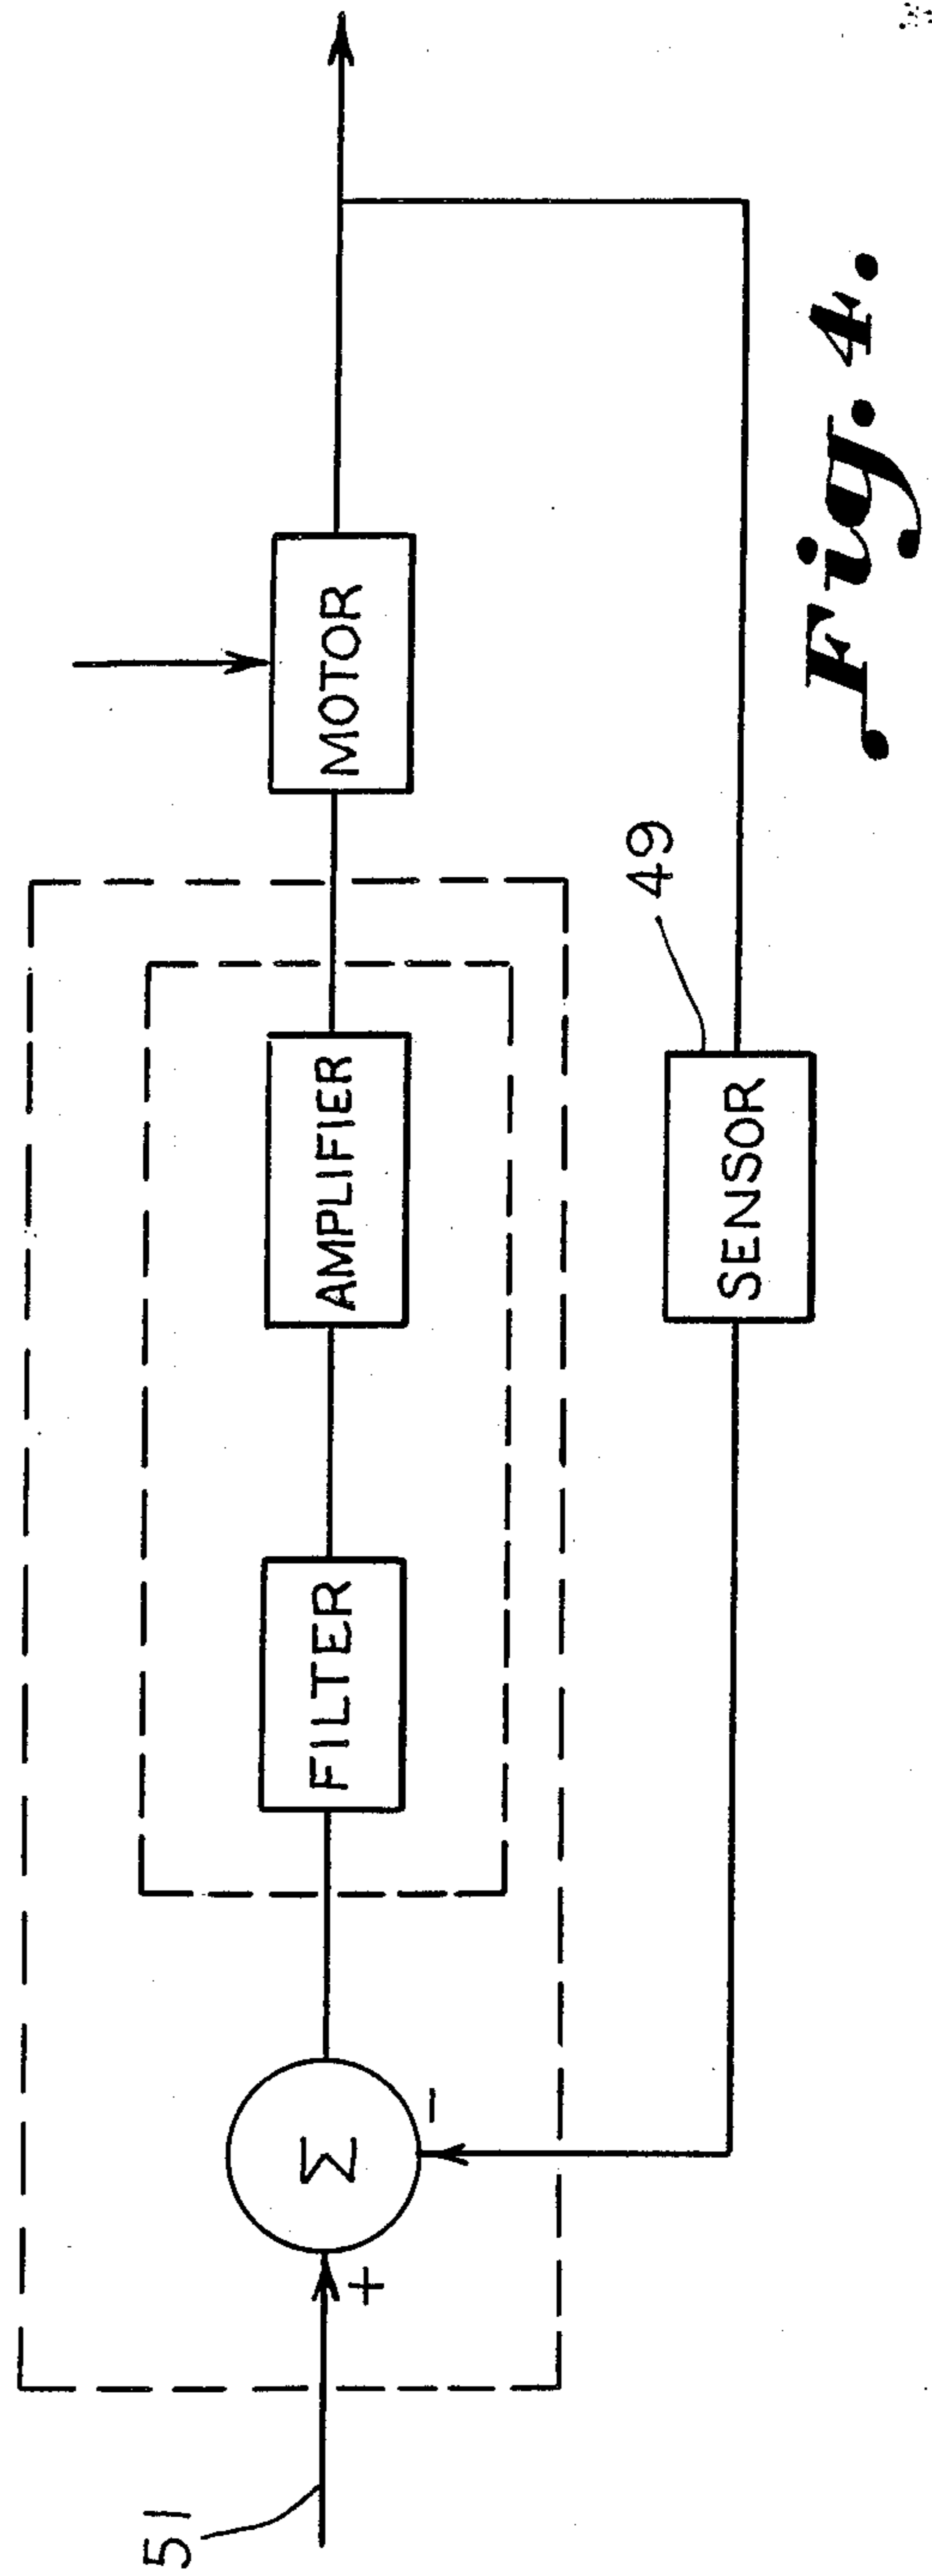 51
+
Σ
-
FILTER
AMPLIFIER
MOTOR
SENSOR
49
Fig. 4.